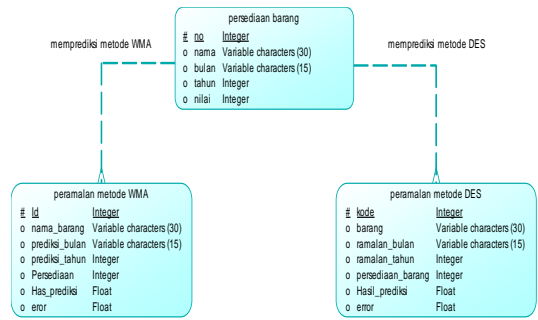 persediaan barang
# no Integer
o nama Variable characters (30)
o bulan Variable characters (15)
o tahun Integer
o nilai Integer
memprediksi metode WMA
memprediksi metode DES
peramalan metode WMA
# Id Integer
o nama_barang Variable characters (30)
o prediksi_bulan Variable characters (15)
o prediksi_tahun Integer
o Persediaan Integer
o Has_prediksi Float
o eror Float
peramalan metode DES
# kode Integer
o barang Variable characters (30)
o ramalan_bulan Variable characters (15)
o ramalan_tahun Integer
o persediaan_barang Integer
o Hasil_prediksi Float
o error Float